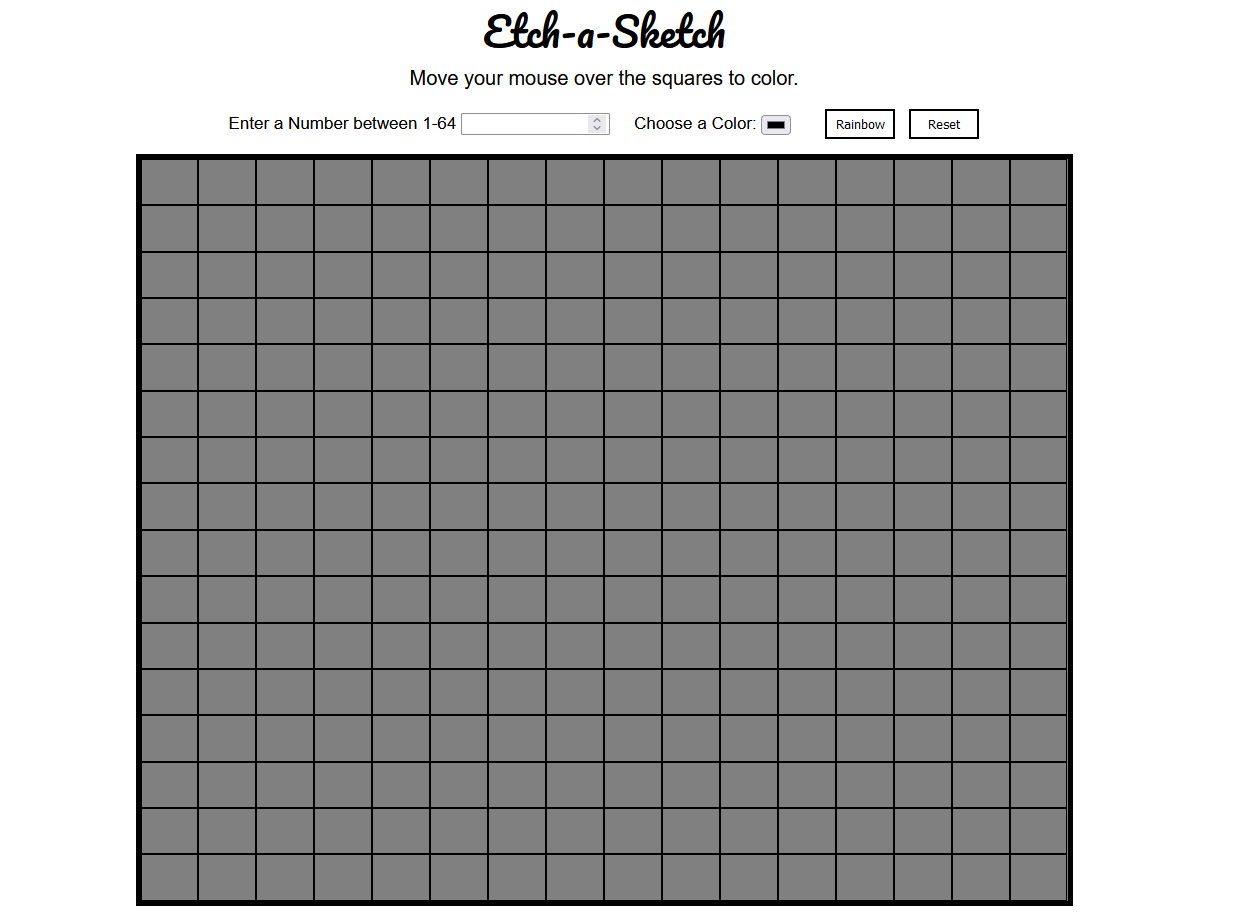 Etch-a-Sketch
Move your mouse over the squares to color.
Enter a Number between 1-64 Choose a Color: Rainbow Reset